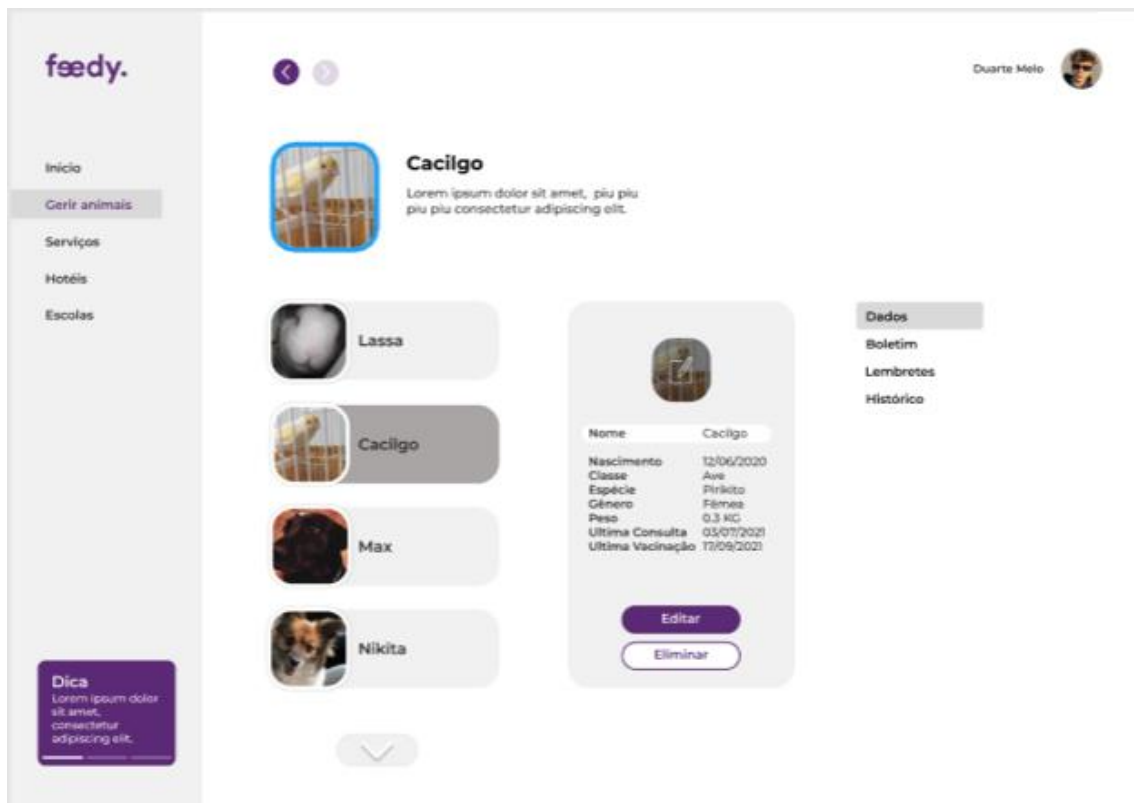 feedy.
Duarte Melo
Inicio
Gerir animais
Serviços
Hotéis
Escolas
Cacilgo
Lorem ipsum dolor sit amet, piu piu
piu piu consectetur adipiscing elit.
Lassa
Cacilgo
Max
Nikita
Nome Cacilgo
Nascimento 12/06/2020
Classe Ave
Espécie Pirikito
Género Fêmea
Peso 0.3 KG
Ultima Consulta 03/07/2021
Ultima Vacinação 17/09/2021
Editar
Eliminar
Dados
Boletim
Lembretes
Histórico
Dica
Lorem ipsum dolor
sit amet,
consectetur
adipiscing elit.